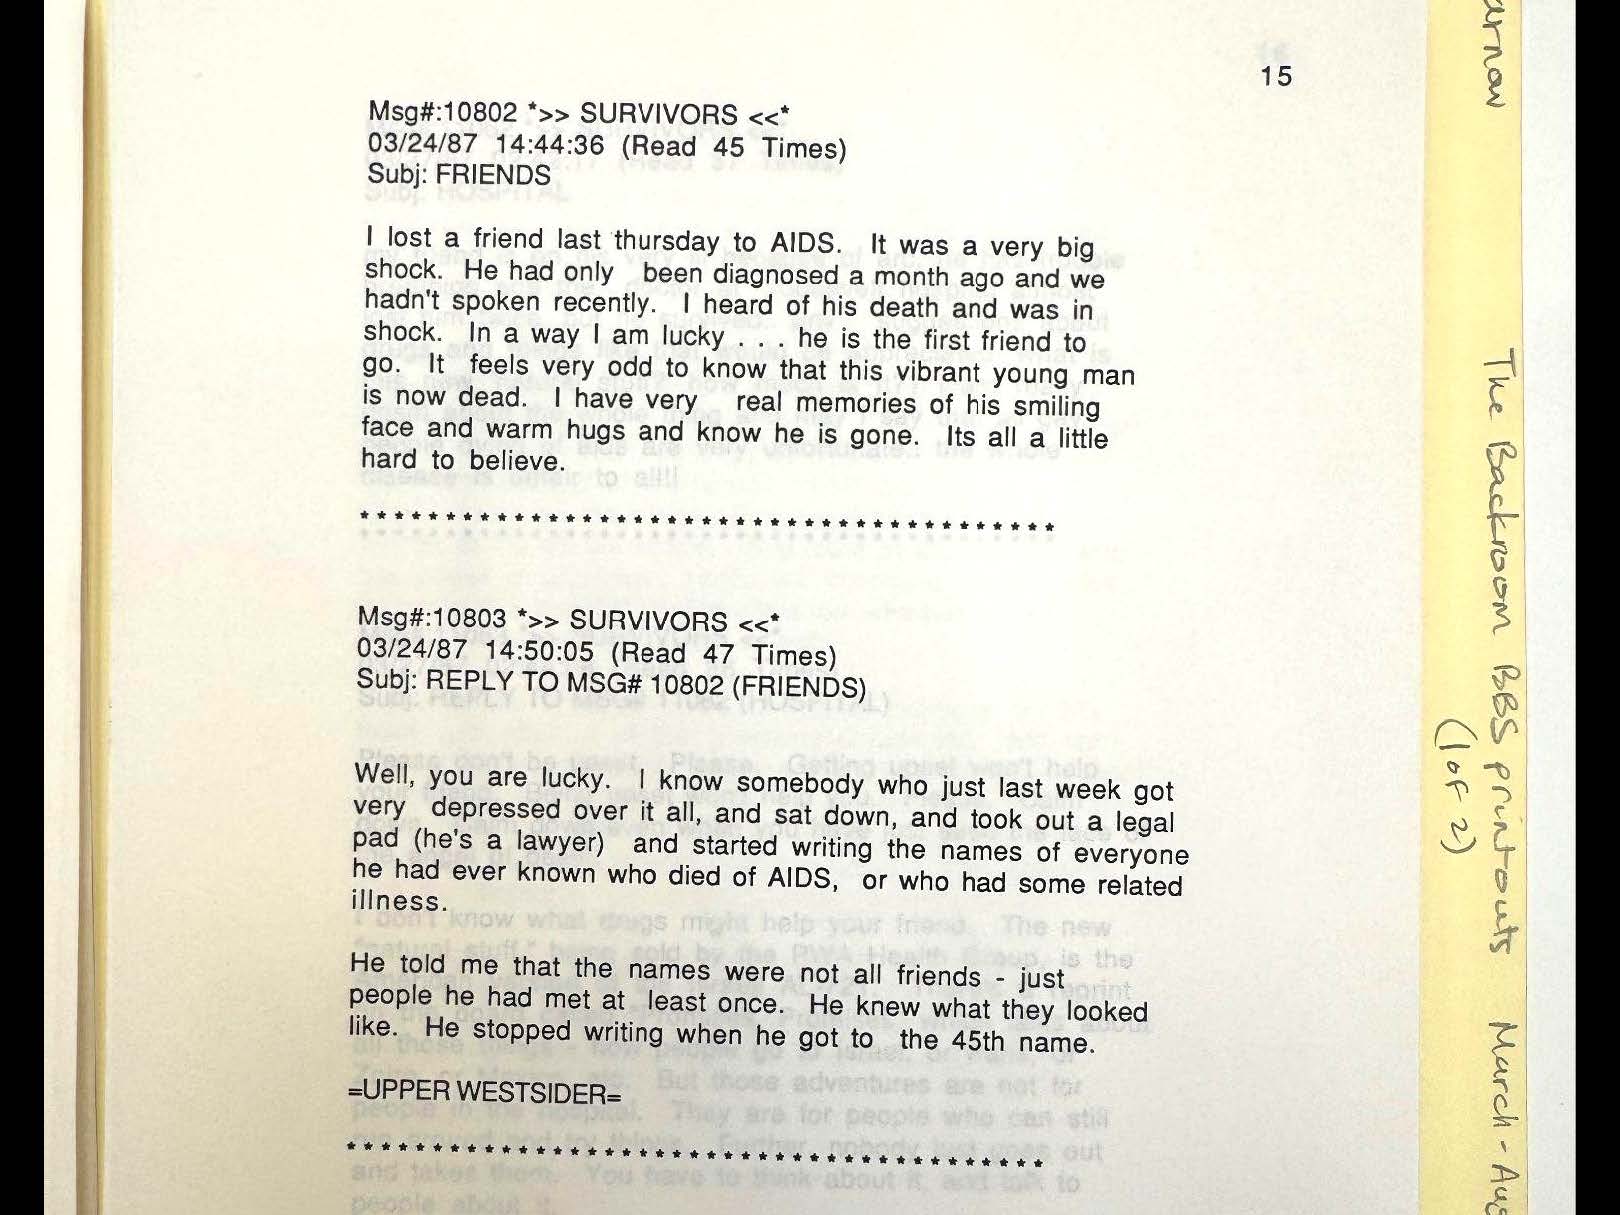 15
Msg#:10802 *>> SURVIVORS <<*
03/24/87 14:44:36 (Read 45 Times)
Subj: FRIENDS
I lost a friend last thursday to AIDS. It was a very big
shock. He had only been diagnosed a month ago and we
hadn't spoken recently. I heard of his death and was in
shock. In a way I am lucky . . . he is the first friend to
go. It feels very odd to know that this vibrant young man
is now dead. I have very real memories of his smiling
face and warm hugs and know he is gone. Its all a little
hard to believe.
* * * * * * * * * * * * * * * * * * * * * * * * * * * * * * * * * * * * * * * * *
Msg#:10803 *>> SURVIVORS <<*
03/24/87 14:50:05 (Read 47 Times)
Subj: REPLY TO MSG# 10802 (FRIENDS)
Well, you are lucky. I know somebody who just last week got
very depressed over it all, and sat down, and took out a legal
pad (he's a lawyer) and started writing the names of everyone
he had ever known who died of AIDS, or who had some related
illness.
He told me that the names were not all friends - just
people he had met at least once. He knew what they looked
like. He stopped writing when he got to the 45th name.
=UPPER WESTSIDER=
* * * * * * * * * * * * * * * * * * * * * * * * * * * * * * * * * * * * * * * * *
The Backroom BBS printouts March - Aug
(1 of 2)